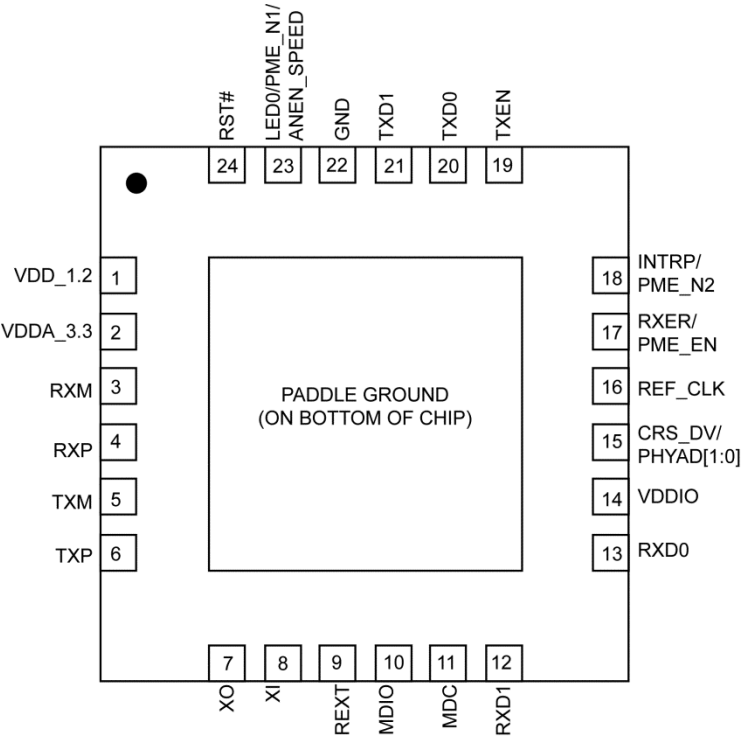 RST#
LED0/PME_N1/
ANEN_SPEED
GND
TXD1
TXD0
TXEN
24
23
22
21
20
19
VDD_1.2 1
VDDA_3.3 2
RXM 3
RXP 4
TXM 5
TXP 6
PADDLE GROUND
(ON BOTTOM OF CHIP)
18 INTRP/
PME_N2
17 RXER/
PME_EN
16 REF_CLK
15 CRS_DV/
PHYAD[1:0]
14 VDDIO
13 RXD0
7
8
9
10
11
12
XO
XI
REXT
MDIO
MDC
RXD1